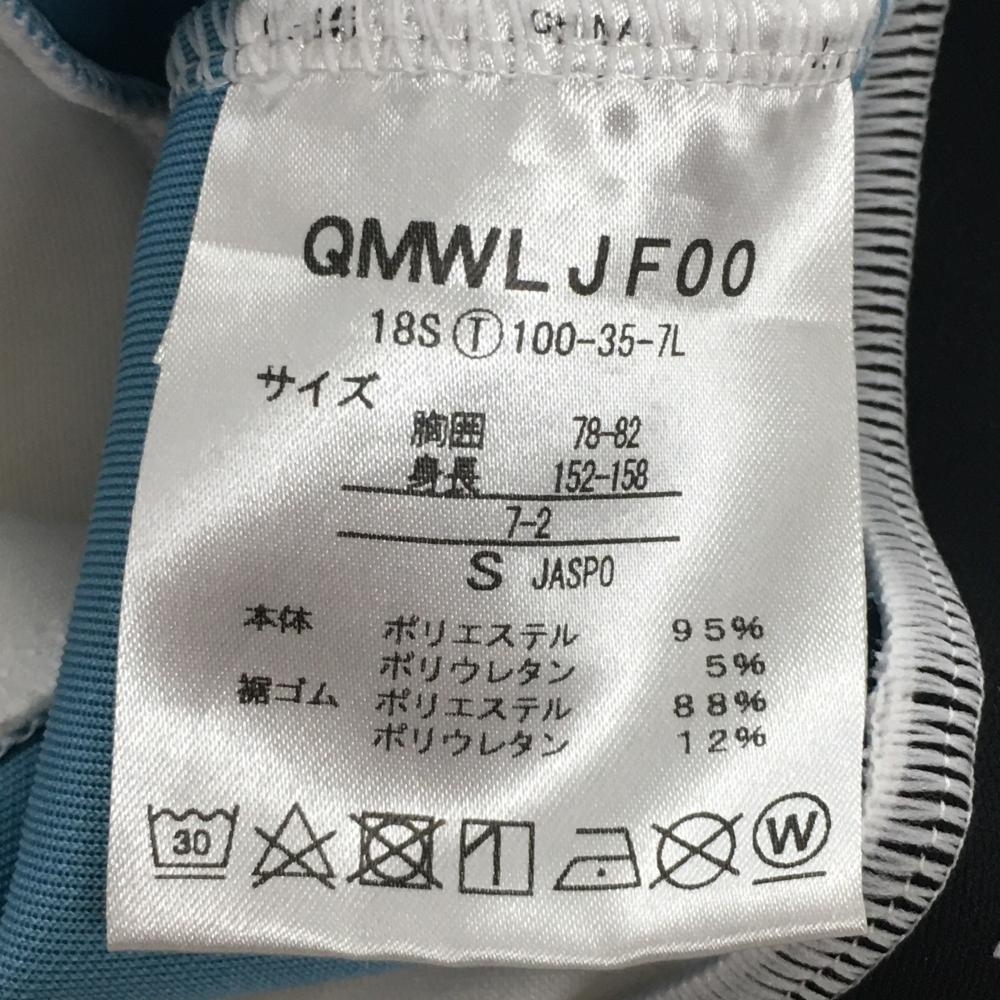 CHINA
QMWLJF00
18S Ⓣ 100-35-7L
サイズ
胸囲 78-82
身長 152-158
7-2
S JASPO
本体 ポリエステル 95%
ポリウレタン 5%
裾ゴム ポリエステル 88%
ポリウレタン 12%
30 W